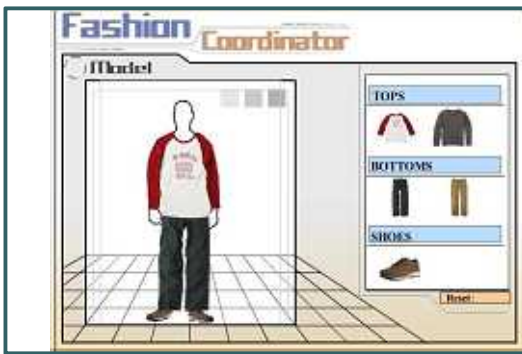 Fashion
Coordinator
Model
TOPS
BOTTOMS
SHOES
Reset